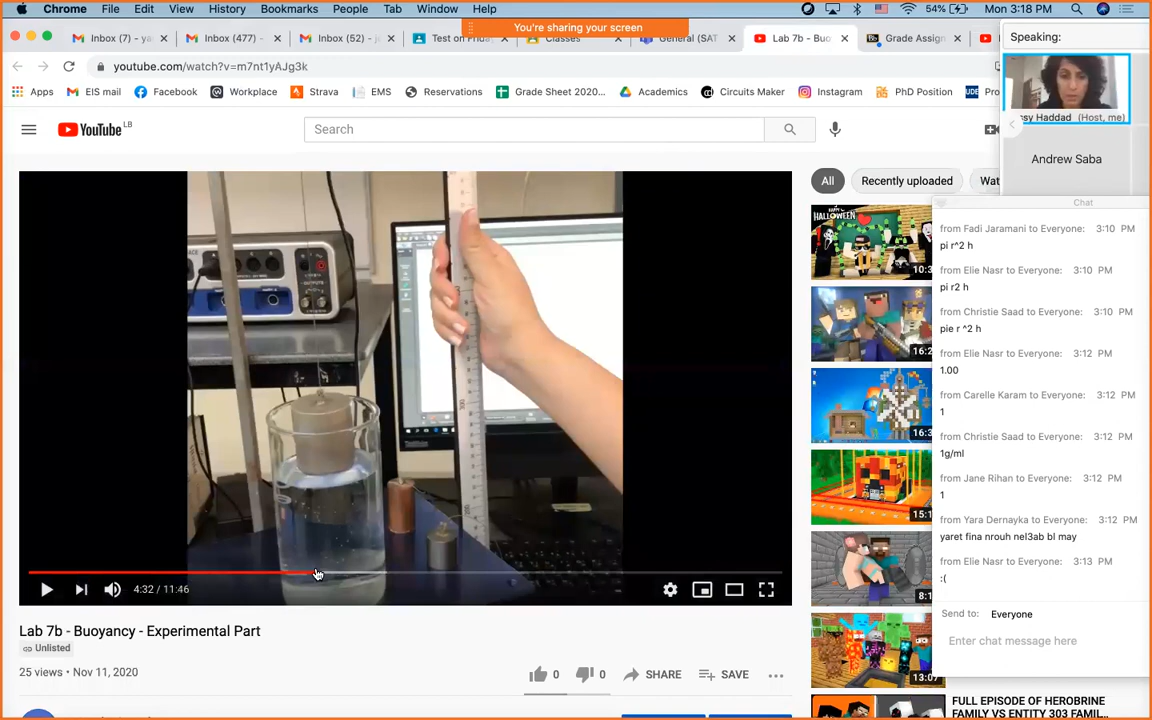 Chrome File Edit View History Bookmarks People Tab Window Help
54% Mon 3:18 PM
You're sharing your screen
Inbox (7) - ya
Inbox (477) -
Inbox (52) - j
Test on Frida
Classes
General (SAT
Lab 7b - Buo
Grade Assign
youtube.com/watch?v=m7nt1yAJg3k
Apps EIS mail Facebook Workplace Strava EMS Reservations Grade Sheet 2020... Academics Circuits Maker Instagram PhD Position UDE Pro
YouTube LB
Search
All Recently uploaded Wat
10:3
16:2
16:3
15:1
8:1
13:07
4:32 / 11:46
Lab 7b - Buoyancy - Experimental Part
Unlisted
25 views • Nov 11, 2020
0 0 SHARE SAVE
FULL EPISODE OF HEROBRINE
FAMILY VS ENTITY 303 FAMIL...
Speaking:
ssy Haddad (Host, me)
Andrew Saba
Chat
from Fadi Jaramani to Everyone: 3:10 PM
pi r^2 h
from Elie Nasr to Everyone: 3:10 PM
pi r2 h
from Christie Saad to Everyone: 3:10 PM
pie r ^2 h
from Elie Nasr to Everyone: 3:12 PM
1.00
from Carelle Karam to Everyone: 3:12 PM
1
from Christie Saad to Everyone: 3:12 PM
1g/ml
from Jane Rihan to Everyone: 3:12 PM
1
from Yara Dernayka to Everyone: 3:12 PM
yaret fina nrouh nel3ab bl may
from Elie Nasr to Everyone: 3:13 PM
:(
Send to: Everyone
Enter chat message here